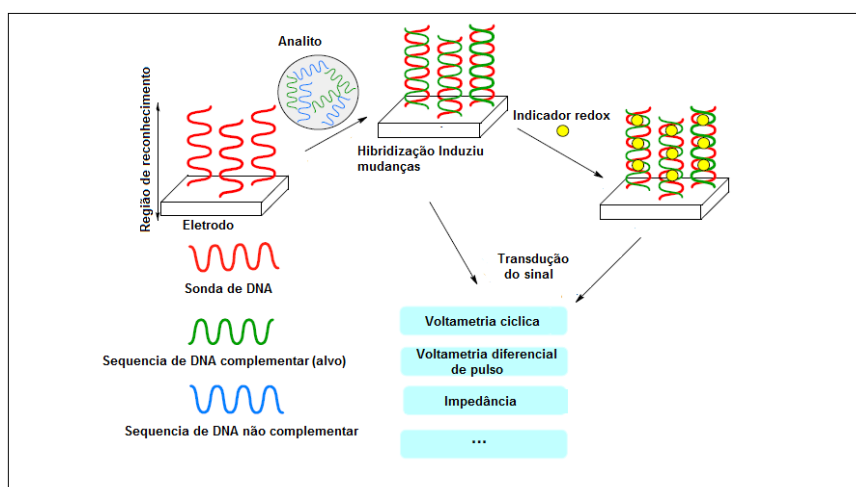 Analito
Região de reconhecimento
Eletrodo
Hibridização Induziu
mudanças
Indicador redox
Sonda de DNA
Sequencia de DNA complementar (alvo)
Sequencia de DNA não complementar
Transdução
do sinal
Voltametria ciclica
Voltametria diferencial
de pulso
Impedância
...